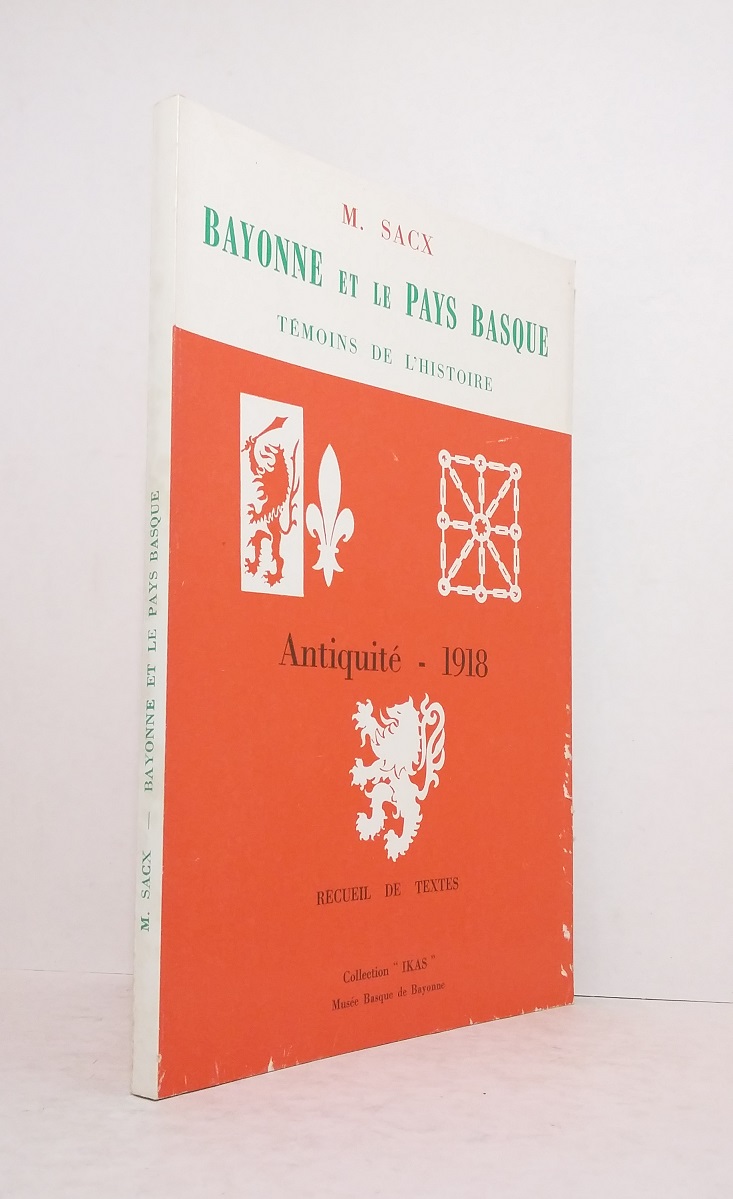 M. SACX
BAYONNE ET LE PAYS BASQUE
TÉMOINS DE L'HISTOIRE
Antiquité - 1918
RECUEIL DE TEXTES
Collection " IKAS "
Musée Basque de Bayonne
M. SACX — BAYONNE ET LE PAYS BASQUE